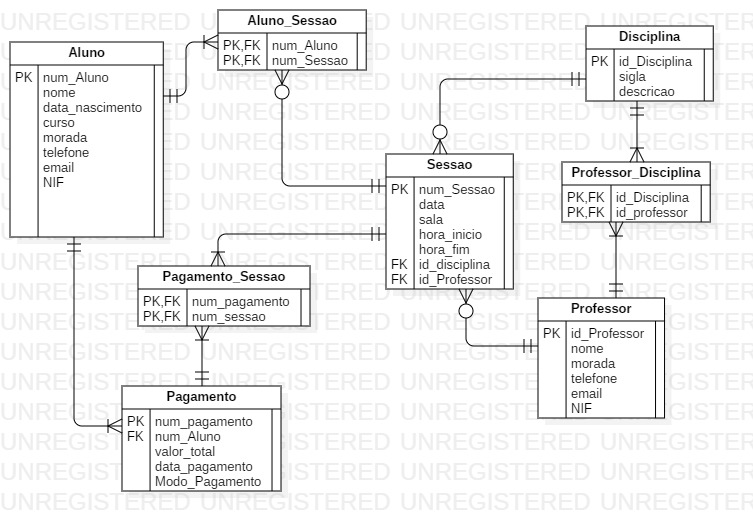 Aluno
PK num_Aluno
nome
data_nascimento
curso
morada
telefone
email
NIF
Aluno_Sessao
PK,FK num_Aluno
PK,FK num_Sessao
Disciplina
PK id_Disciplina
sigla
descricao
Sessao
PK num_Sessao
data
sala
hora_inicio
hora_fim
FK id_disciplina
FK id_Professor
Professor_Disciplina
PK,FK id_Disciplina
PK,FK id_professor
Pagamento_Sessao
PK,FK num_pagamento
PK,FK num_sessao
Professor
PK id_Professor
nome
morada
telefone
email
NIF
Pagamento
PK num_pagamento
FK num_Aluno
valor_total
data_pagamento
Modo_Pagamento
UNREGISTERED